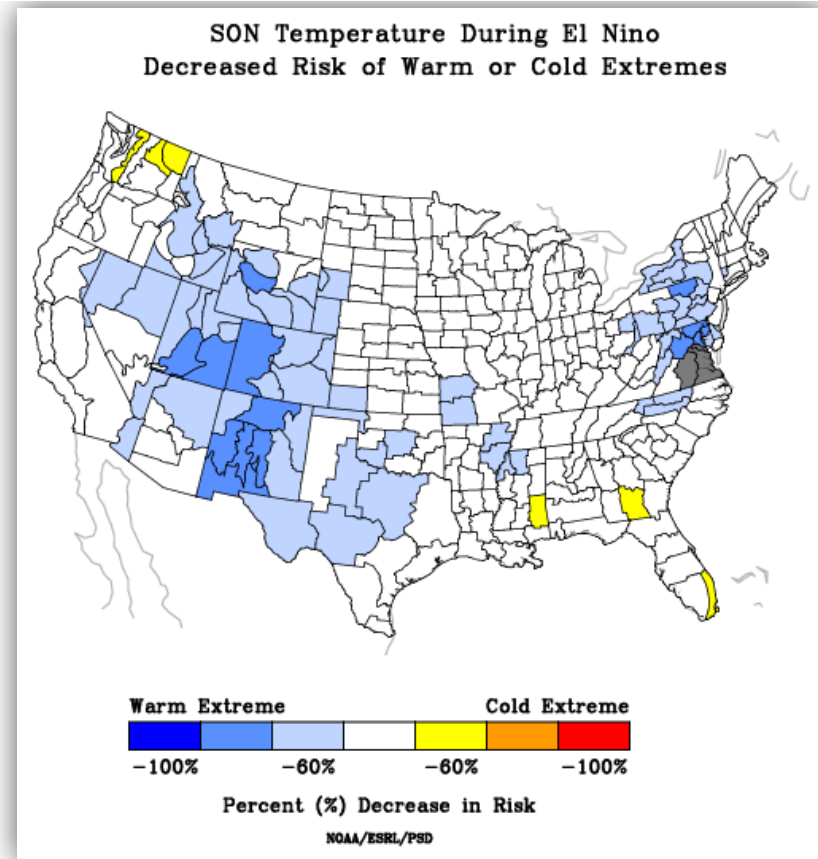 SON Temperature During El Nino
Decreased Risk of Warm or Cold Extremes
Warm Extreme Cold Extreme
-100% -60% -60% -100%
Percent (%) Decrease in Risk
NOAA/ESRL/PSD